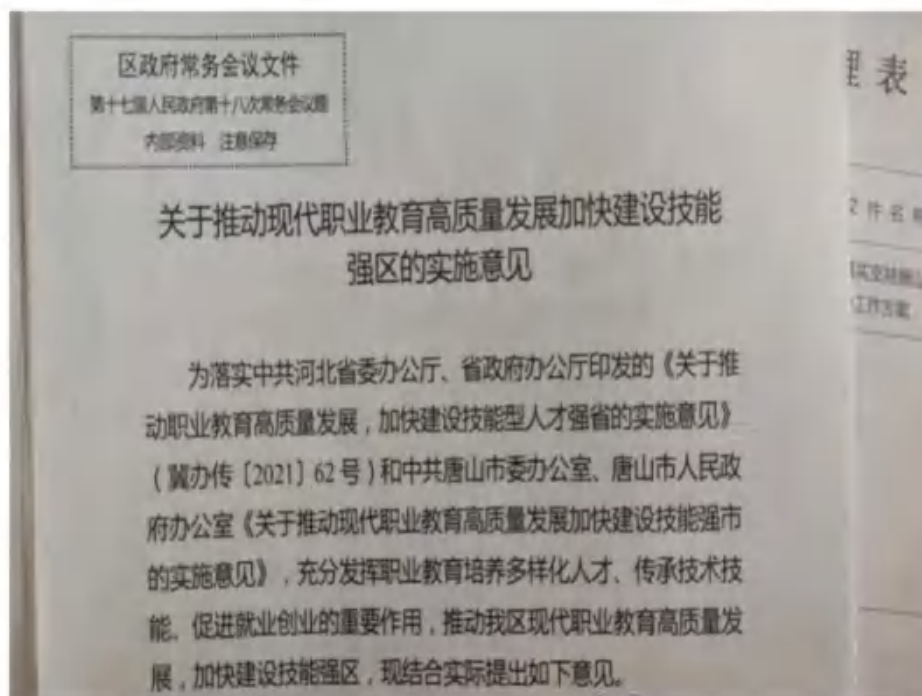 区政府常务会议文件
第十七届人民政府第十八次常务会议题
内部资料 注意保存
关于推动现代职业教育高质量发展加快建设技能
强区的实施意见
为落实中共河北省委办公厅、省政府办公厅印发的《关于推
动职业教育高质量发展，加快建设技能型人才强省的实施意见》
（冀办传［2021］62号）和中共唐山市委办公室、唐山市人民政
府办公室《关于推动现代职业教育高质量发展加快建设技能强市
的实施意见》，充分发挥职业教育培养多样化人才、传承技术技
能、促进就业创业的重要作用，推动我区现代职业教育高质量发
展，加快建设技能强区，现结合实际提出如下意见。
理表
文件名
工作方案